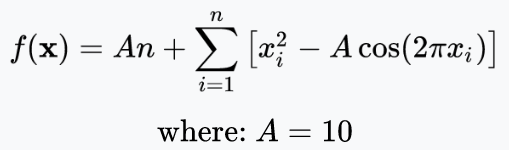 f(𝐱) = An + ∑_{i=1}^{n} [x_i^2 − A cos(2πx_i)]
where: A = 10